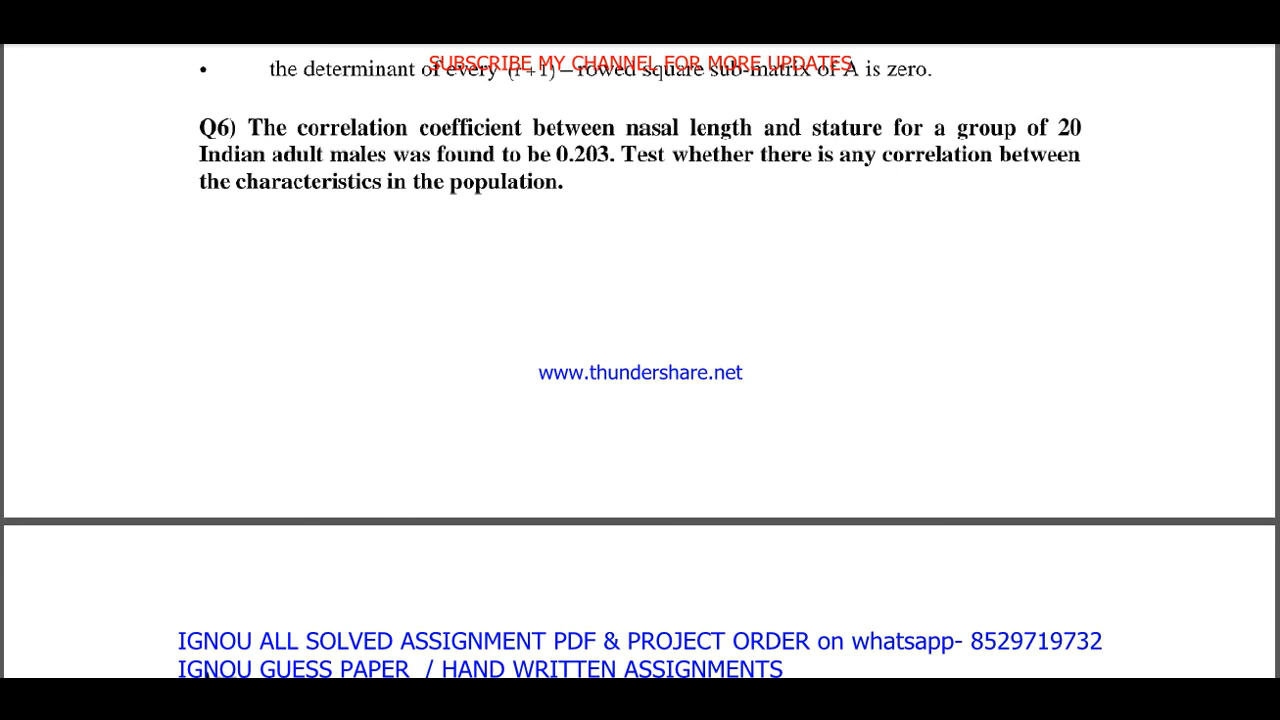 SUBSCRIBE MY CHANNEL FOR MORE UPDATES
• the determinant of every (r+1)−rowed square sub-matrix of A is zero.
Q6) The correlation coefficient between nasal length and stature for a group of 20
Indian adult males was found to be 0.203. Test whether there is any correlation between
the characteristics in the population.
www.thundershare.net
IGNOU ALL SOLVED ASSIGNMENT PDF & PROJECT ORDER on whatsapp- 8529719732
IGNOU GUESS PAPER / HAND WRITTEN ASSIGNMENTS